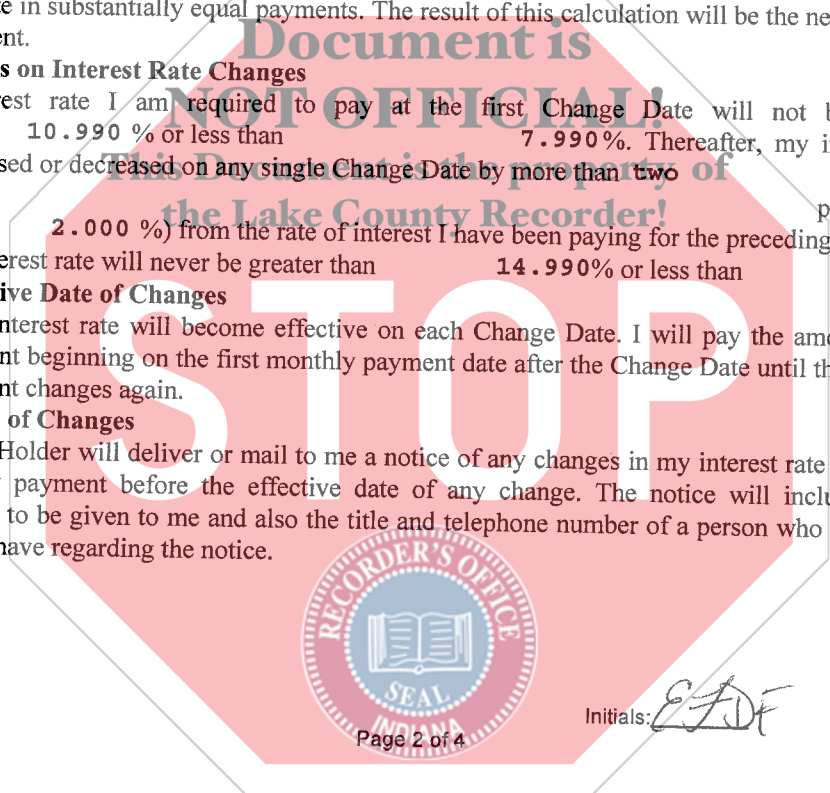 e in substantially equal payments. The result of this calculation will be the ne
ent.
Document is
s on Interest Rate Changes
rest rate I am required to pay at the first Change Date will not b
NOT OFFICIAL!
10.990 % or less than 7.990%. Thereafter, my i
sed or decreased on any single Change Date by more than two
This Document is the property of
p
the Lake County Recorder!
2.000 %) from the rate of interest I have been paying for the preceding
erest rate will never be greater than 14.990% or less than
ive Date of Changes
nterest rate will become effective on each Change Date. I will pay the amo
nt beginning on the first monthly payment date after the Change Date until th
nt changes again.
STOP
of Changes
Holder will deliver or mail to me a notice of any changes in my interest rate
payment before the effective date of any change. The notice will inclu
to be given to me and also the title and telephone number of a person who
have regarding the notice.
RECORDER'S OFFICE
SEAL
INDIANA
Initials: EFDF
Page 2 of 4